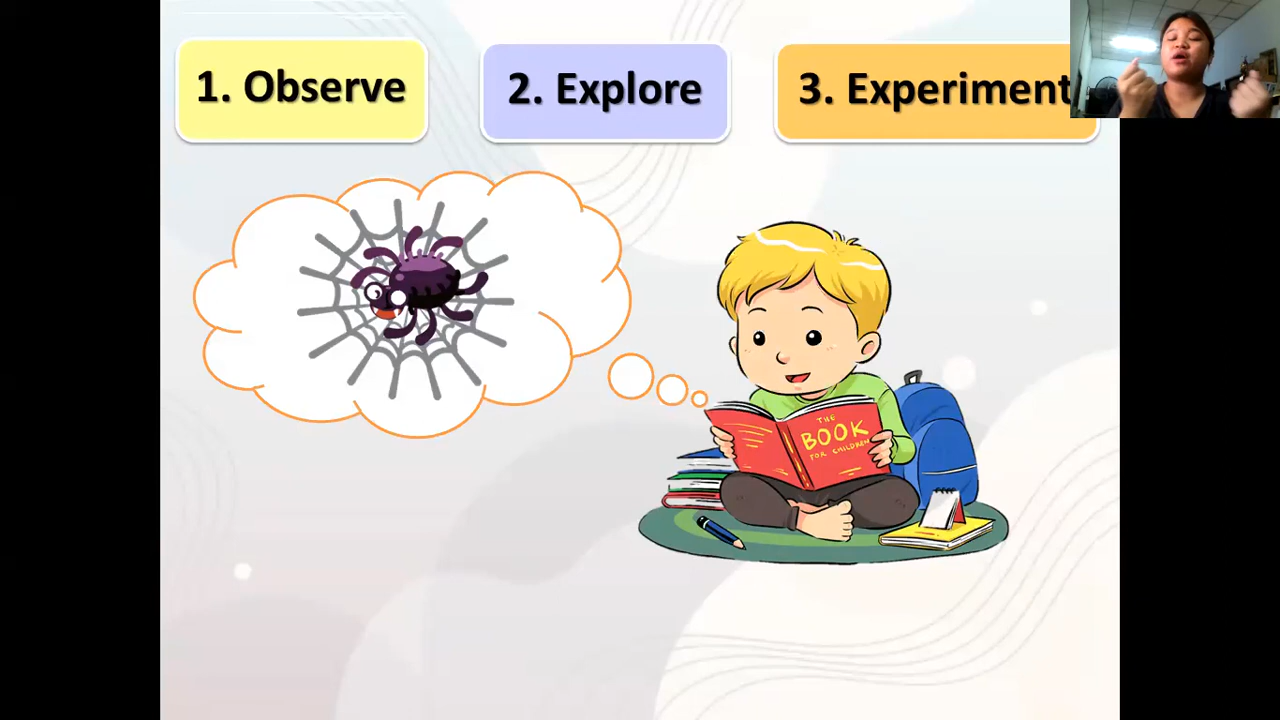 1. Observe
2. Explore
3. Experiment
THE
BOOK
FOR CHILDREN